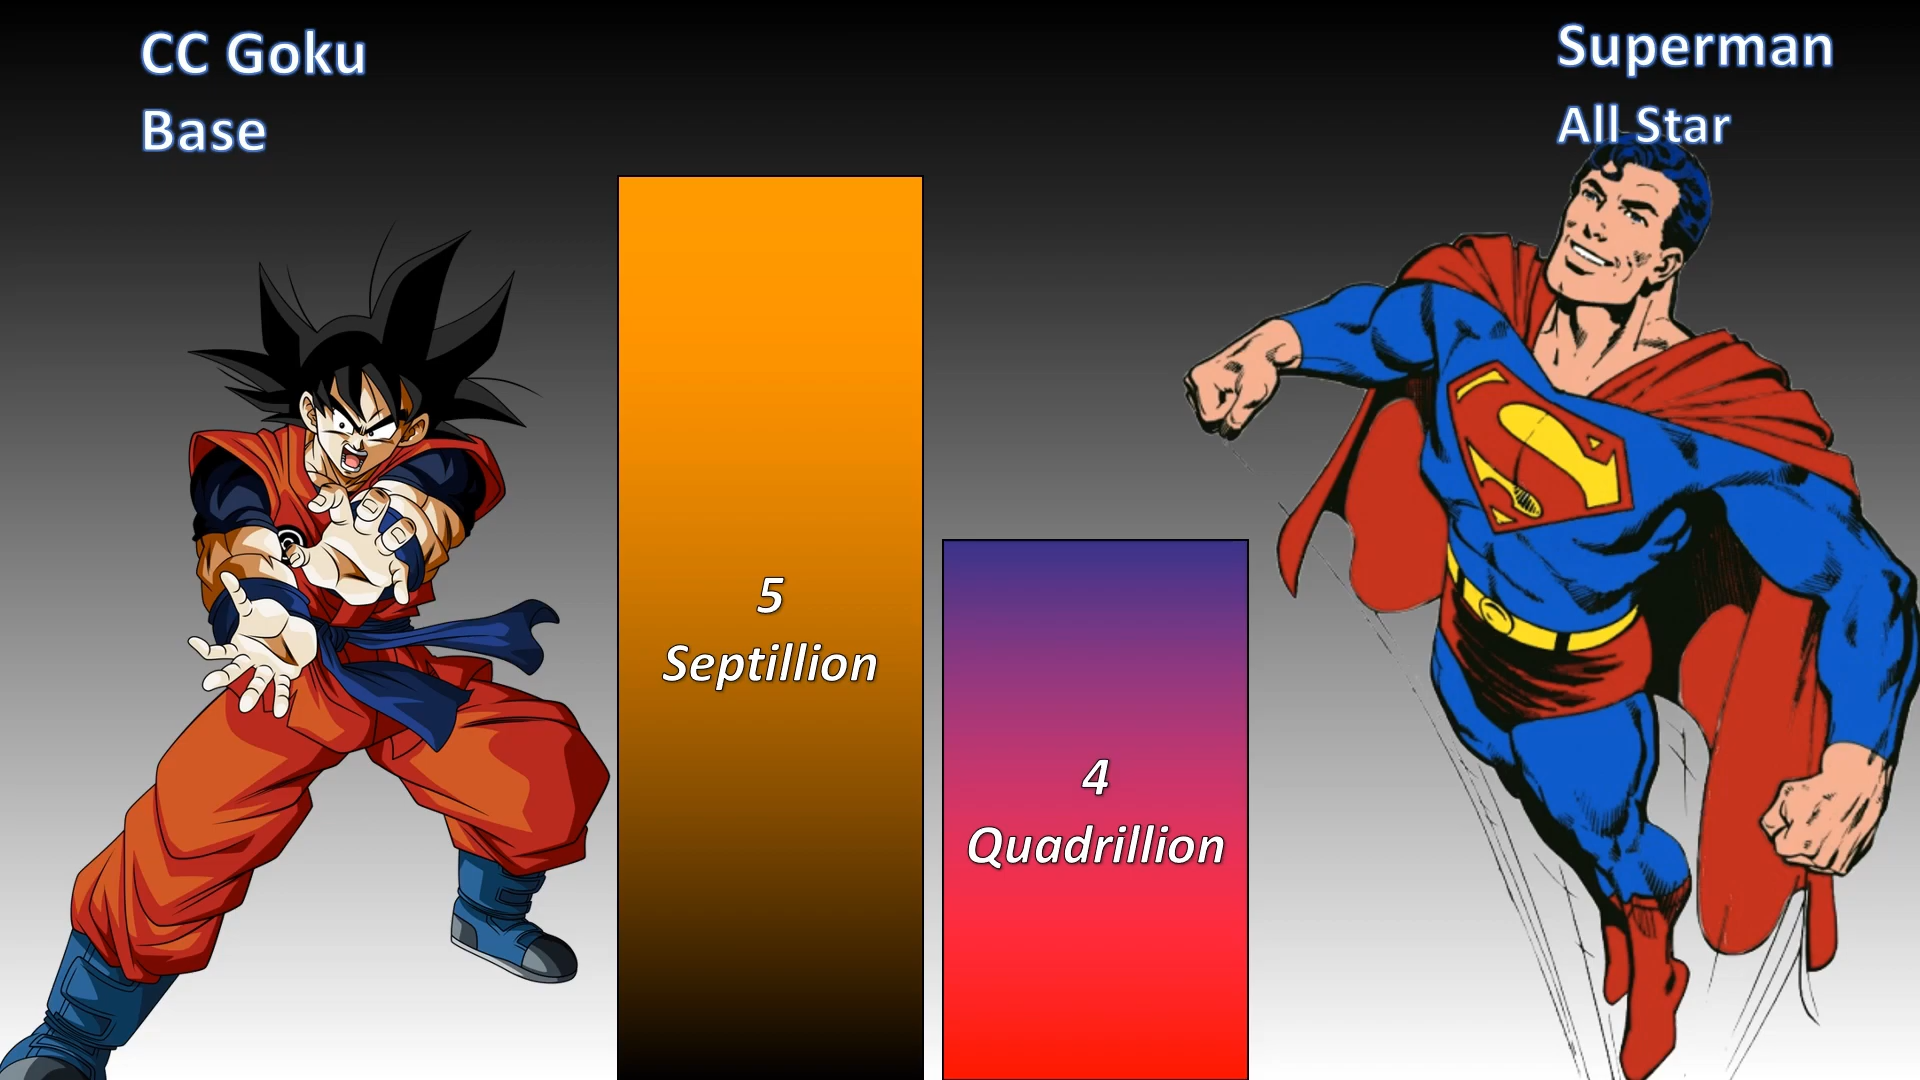 CC Goku
Base
Superman
All Star
5
Septillion
4
Quadrillion
S